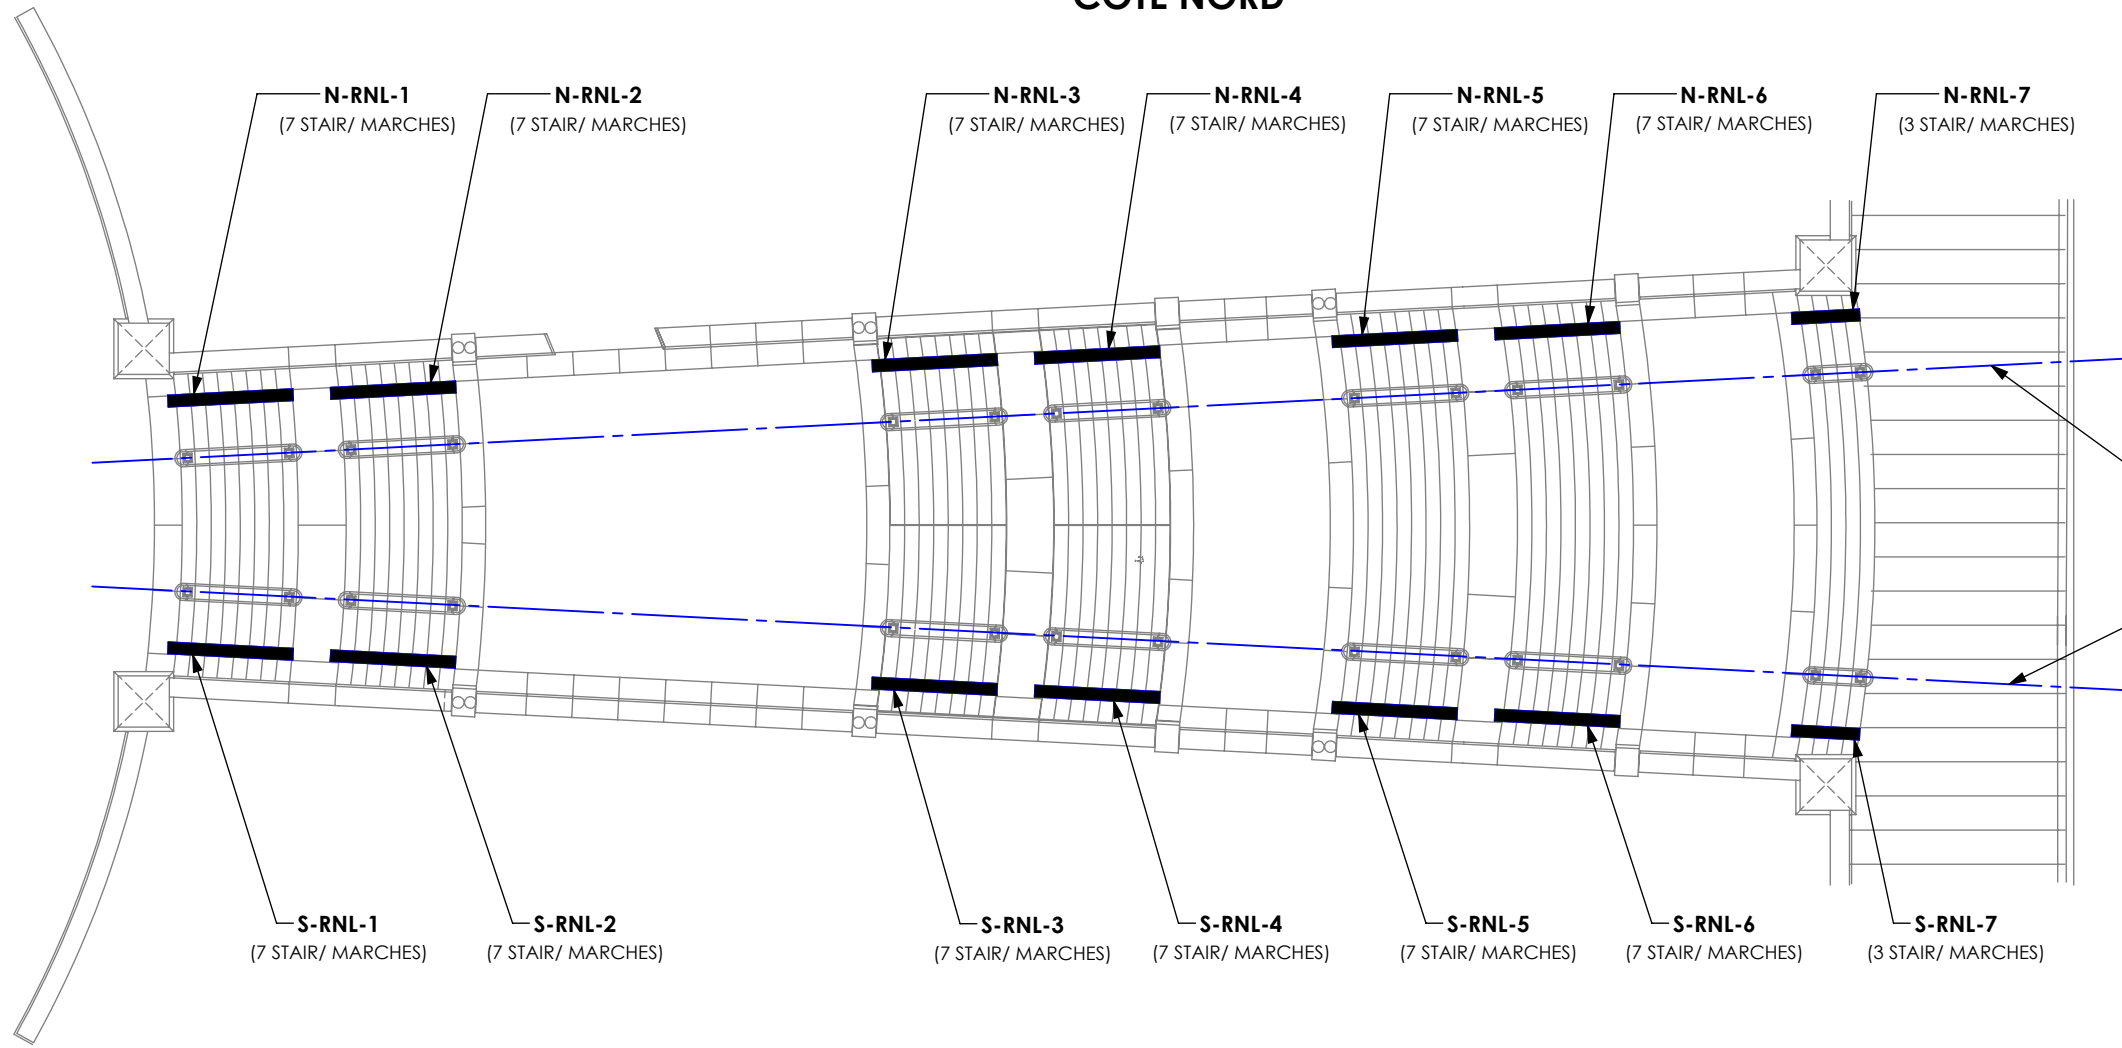 CÔTÉ NORD
N-RNL-1
(7 STAIR/ MARCHES)
N-RNL-2
(7 STAIR/ MARCHES)
N-RNL-3
(7 STAIR/ MARCHES)
N-RNL-4
(7 STAIR/ MARCHES)
N-RNL-5
(7 STAIR/ MARCHES)
N-RNL-6
(7 STAIR/ MARCHES)
N-RNL-7
(3 STAIR/ MARCHES)
S-RNL-1
(7 STAIR/ MARCHES)
S-RNL-2
(7 STAIR/ MARCHES)
S-RNL-3
(7 STAIR/ MARCHES)
S-RNL-4
(7 STAIR/ MARCHES)
S-RNL-5
(7 STAIR/ MARCHES)
S-RNL-6
(7 STAIR/ MARCHES)
S-RNL-7
(3 STAIR/ MARCHES)